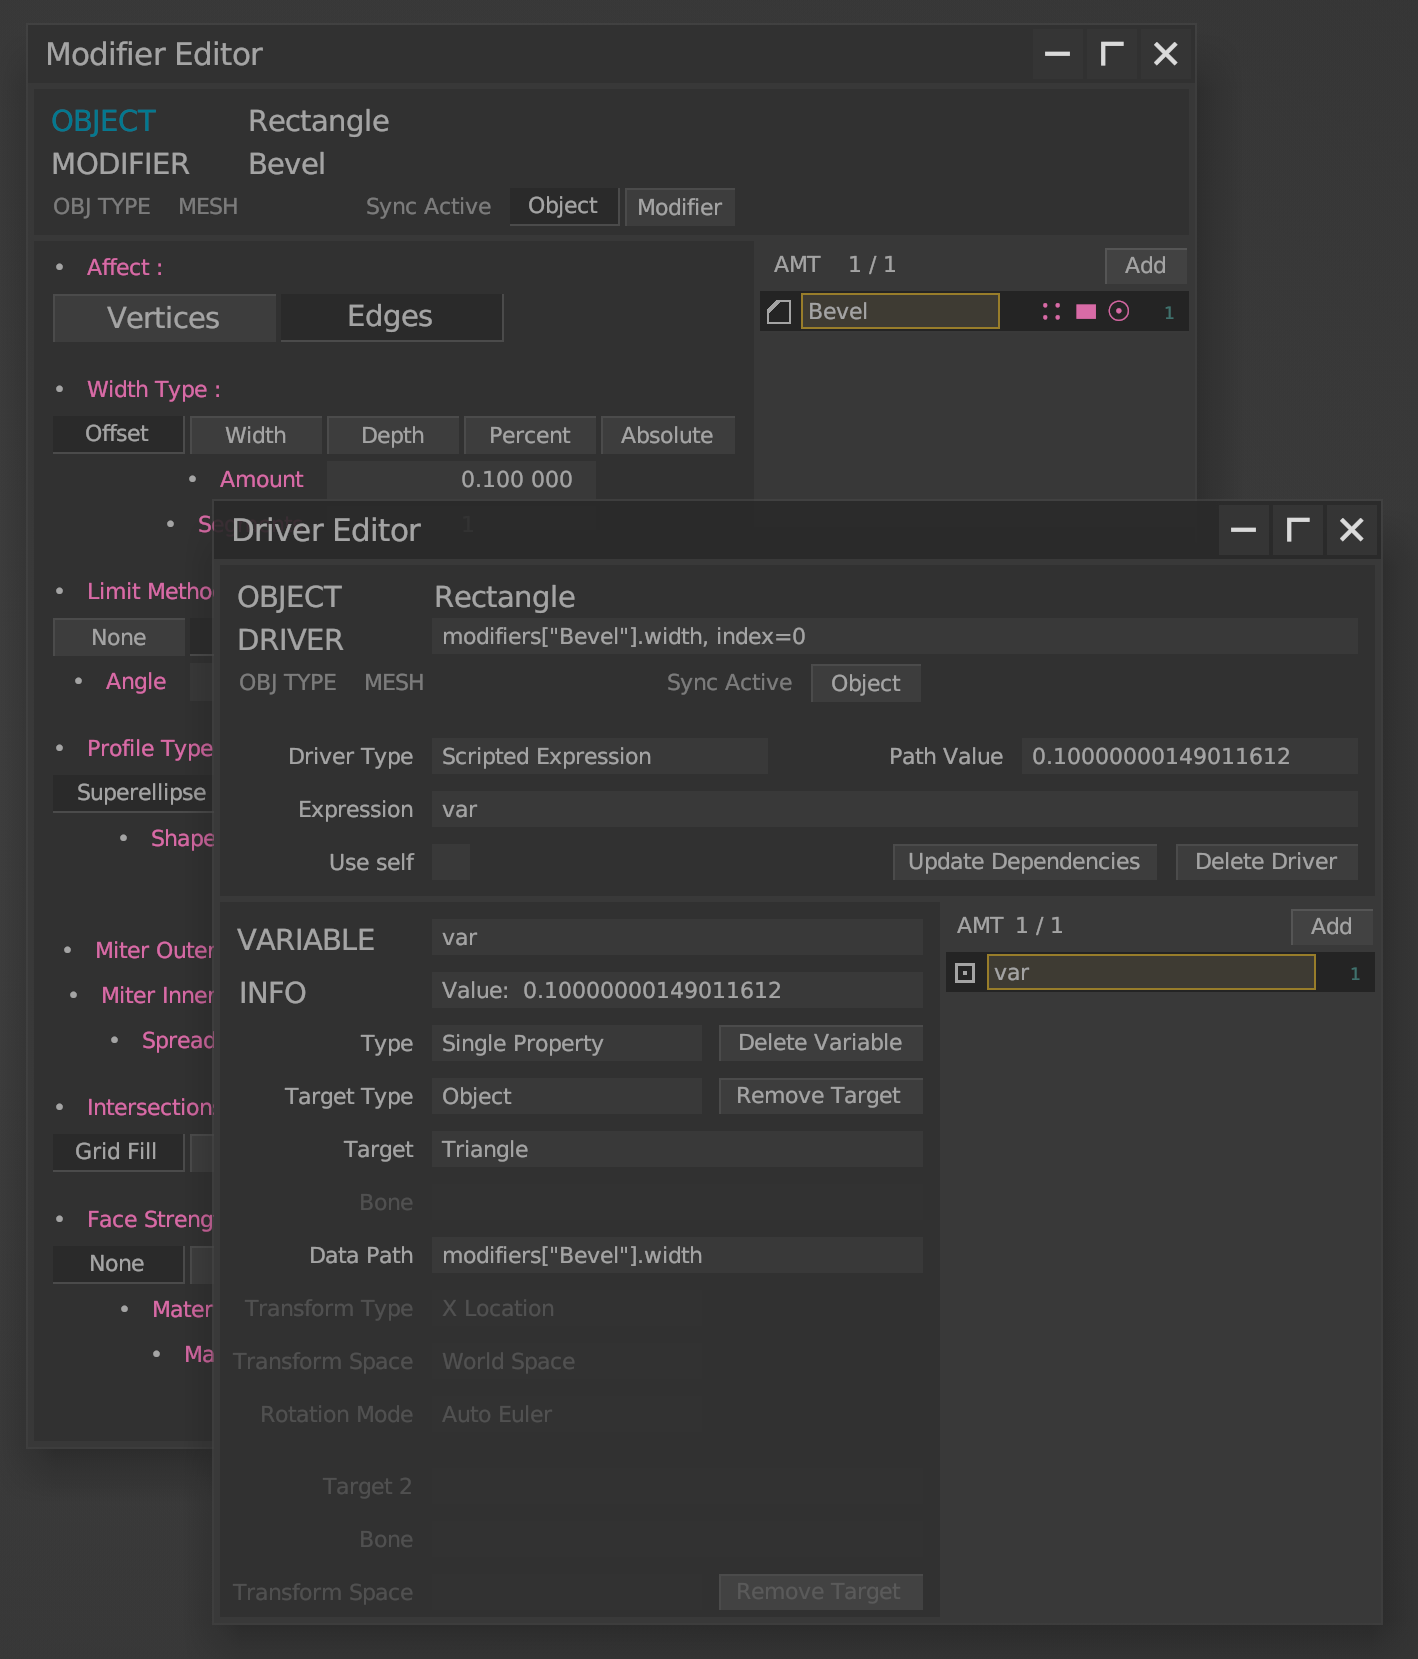 Modifier Editor
OBJECT Rectangle
MODIFIER Bevel
OBJ TYPE MESH Sync Active Object Modifier
• Affect :
Vertices Edges
• Width Type :
Offset Width Depth Percent Absolute
• Amount 0.100 000
AMT 1 / 1 Add
Bevel 1
• Limit
None
• Angle
• Profile Type
Superellipse
• Shape
• Miter Outer
• Miter Inner
• Spread
• Intersection
Grid Fill
• Face
None
Driver Editor
OBJECT Rectangle
DRIVER modifiers["Bevel"].width, index=0
OBJ TYPE MESH Sync Active Object
Driver Type Scripted Expression Path Value 0.10000000149011612
Expression var
Use self Update Dependencies Delete Driver
VARIABLE var
INFO Value: 0.10000000149011612
Type Single Property Delete Variable
Target Type Object Remove Target
Target Triangle
Bone
Data Path modifiers["Bevel"].width
Transform Type X Location
Transform Space World Space
Rotation Mode Auto Euler
Target 2
Bone
Transform Space Remove Target
AMT 1 / 1 Add
var 1